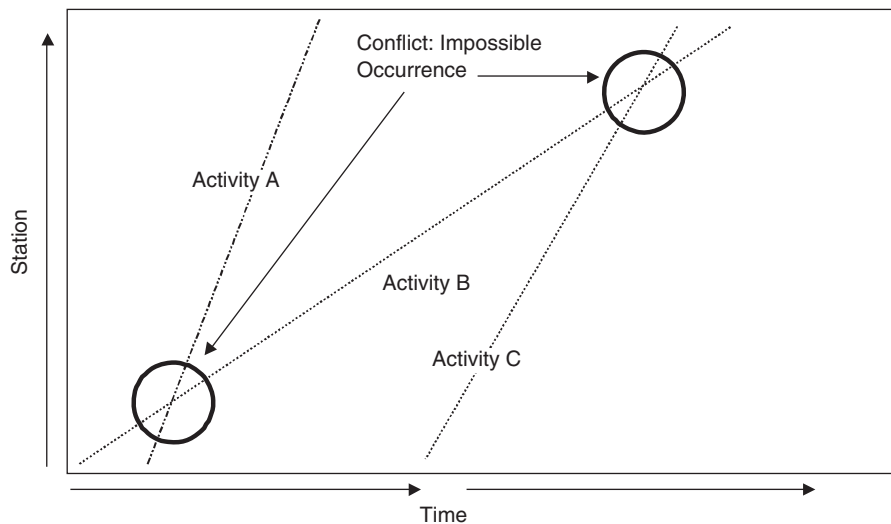 Conflict: Impossible
Occurrence
Activity A
Station
Activity B
Activity C
Time